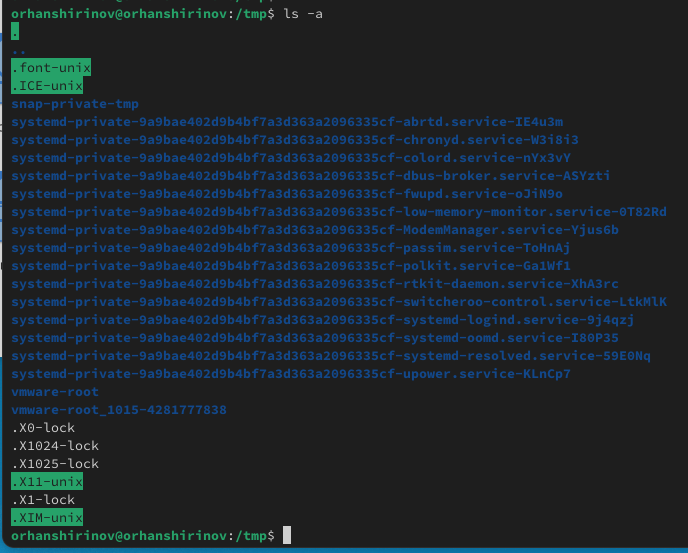 orhanshirinov@orhanshirinov:/tmp$ ls -a
.
..
.font-unix
.ICE-unix
snap-private-tmp
systemd-private-9a9bae402d9b4bf7a3d363a2096335cf-abrtd.service-IE4u3m
systemd-private-9a9bae402d9b4bf7a3d363a2096335cf-chronyd.service-W3i8i3
systemd-private-9a9bae402d9b4bf7a3d363a2096335cf-colord.service-nYx3vY
systemd-private-9a9bae402d9b4bf7a3d363a2096335cf-dbus-broker.service-ASYzti
systemd-private-9a9bae402d9b4bf7a3d363a2096335cf-fwupd.service-oJiN9o
systemd-private-9a9bae402d9b4bf7a3d363a2096335cf-low-memory-monitor.service-0T82Rd
systemd-private-9a9bae402d9b4bf7a3d363a2096335cf-ModemManager.service-Yjus6b
systemd-private-9a9bae402d9b4bf7a3d363a2096335cf-passim.service-ToHnAj
systemd-private-9a9bae402d9b4bf7a3d363a2096335cf-polkit.service-Ga1Wf1
systemd-private-9a9bae402d9b4bf7a3d363a2096335cf-rtkit-daemon.service-XhA3rc
systemd-private-9a9bae402d9b4bf7a3d363a2096335cf-switcheroo-control.service-LtkMlK
systemd-private-9a9bae402d9b4bf7a3d363a2096335cf-systemd-logind.service-9j4qzj
systemd-private-9a9bae402d9b4bf7a3d363a2096335cf-systemd-oomd.service-I80P35
systemd-private-9a9bae402d9b4bf7a3d363a2096335cf-systemd-resolved.service-59E0Nq
systemd-private-9a9bae402d9b4bf7a3d363a2096335cf-upower.service-KLnCp7
vmware-root
vmware-root_1015-4281777838
.X0-lock
.X1024-lock
.X1025-lock
.X11-unix
.X1-lock
.XIM-unix
orhanshirinov@orhanshirinov:/tmp$